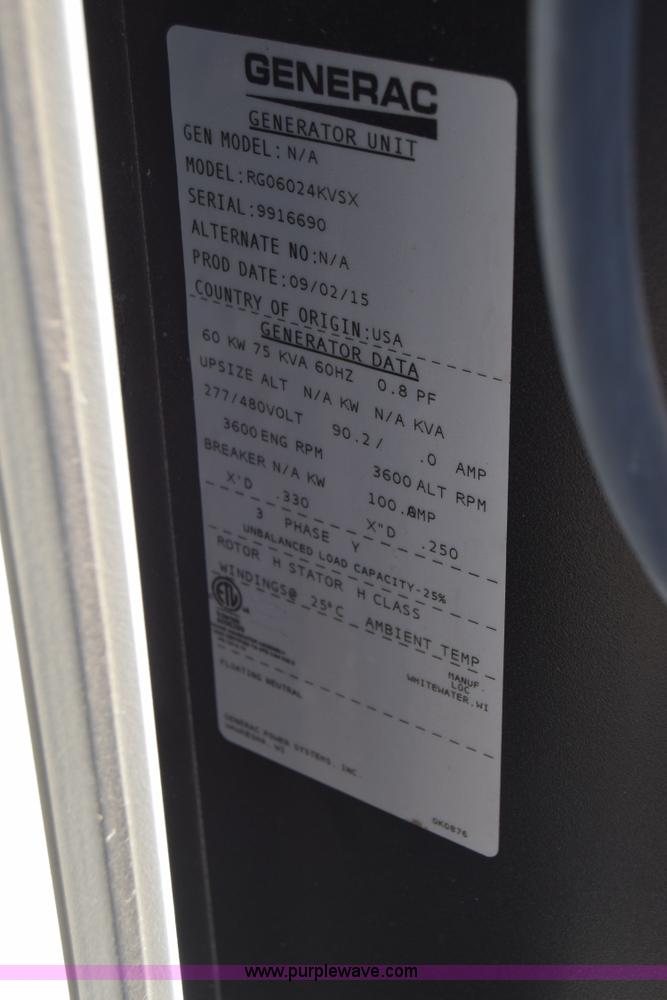 GENERAC
GENERATOR UNIT
GEN MODEL: N/A
MODEL: RG06024KVSX
SERIAL: 9916690
ALTERNATE NO: N/A
PROD DATE: 09/02/15
COUNTRY OF ORIGIN: USA
GENERATOR DATA
60 KW 75 KVA 60HZ 0.8 PF
UPSIZE ALT N/A KW N/A KVA
277/480VOLT 90.2/ .0 AMP
3600 ENG RPM 3600 ALT RPM
BREAKER N/A KW 100.0AMP
X'D .330 X"D .250
3 PHASE Y
UNBALANCED LOAD CAPACITY-25%
ROTOR H STATOR H CLASS
WINDINGS@ 25°C AMBIENT TEMP
ETL
MANUF.
LOC
WHITEWATER, WI
FLOATING NEUTRAL
GENERAC POWER SYSTEMS, INC.
WAUKESHA, WI
0K0876
www.purplewave.com